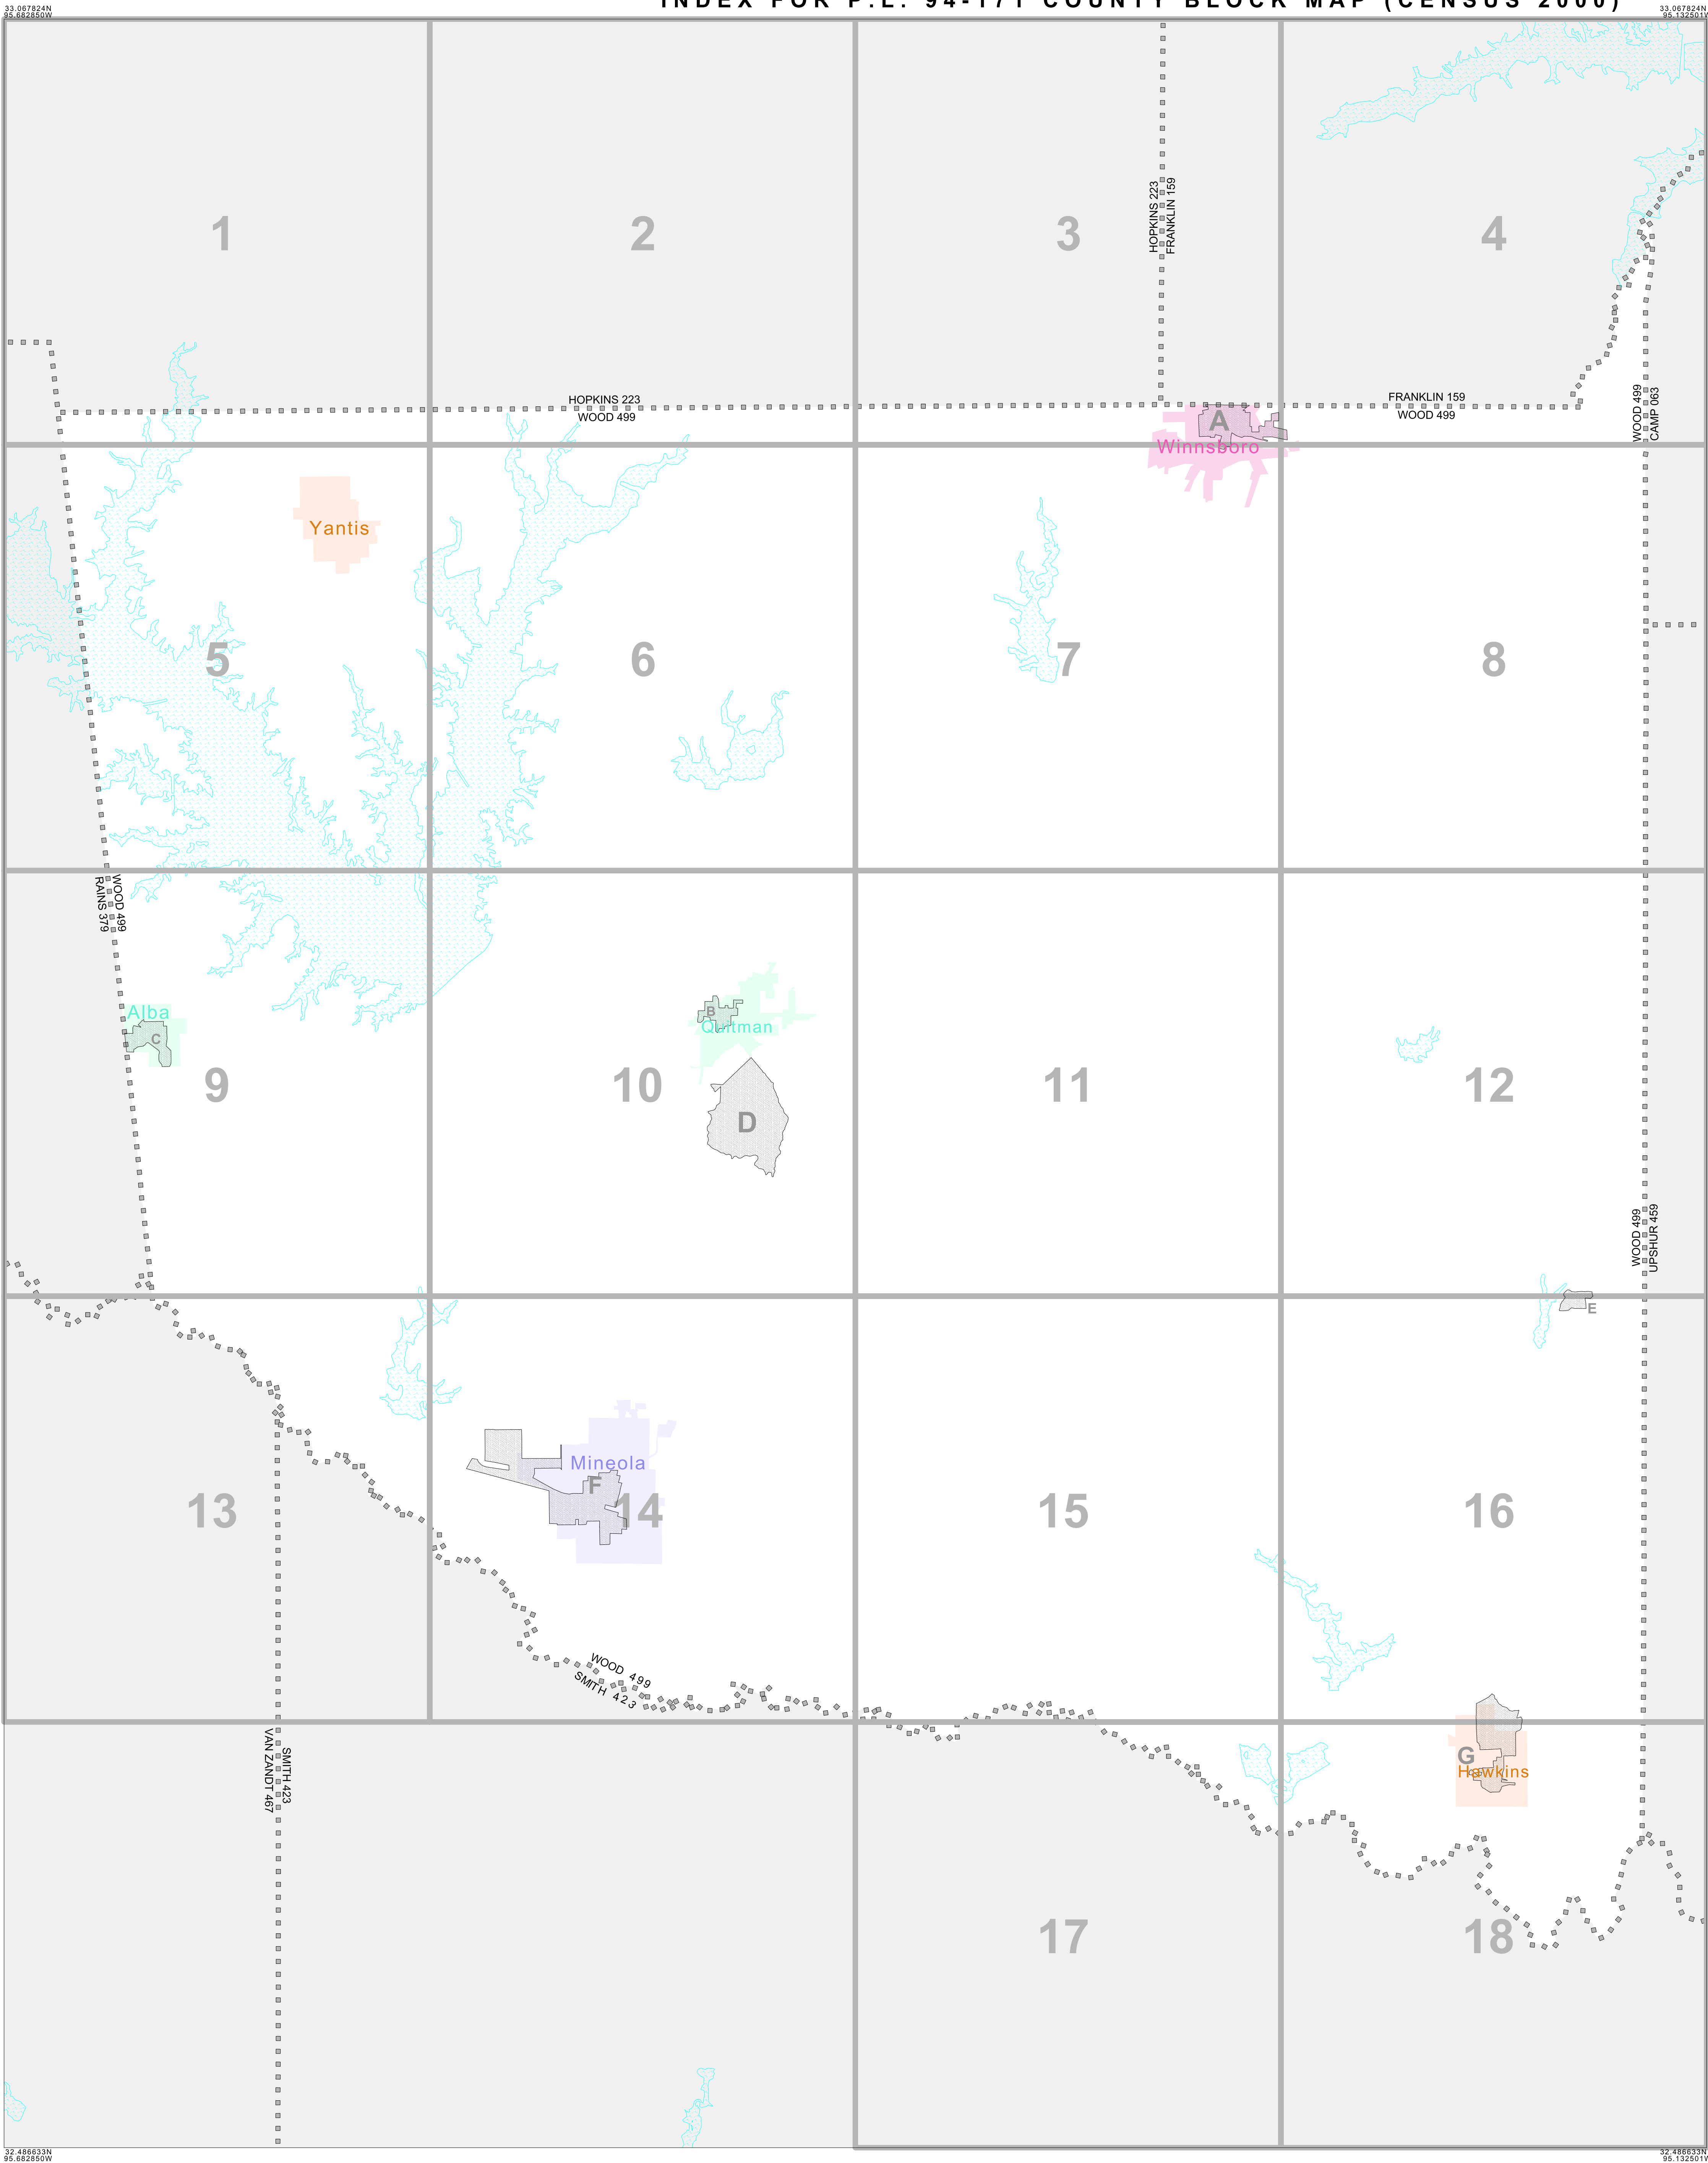 INDEX FOR P.L. 94-171 COUNTY BLOCK MAP (CENSUS 2000)
33.067824N
95.682850W
33.067824N
95.132501W
1
2
3
4
HOPKINS 223
FRANKLIN 159
HOPKINS 223
WOOD 499
FRANKLIN 159
WOOD 499
WOOD 499
CAMP 063
A
Winnsboro
Yantis
5
6
7
8
WOOD 499
RAINS 379
Alba
C
B
Quitman
9
10
11
12
D
WOOD 499
UPSHUR 459
E
Mineola
F
13
14
15
16
WOOD 499
SMITH 423
SMITH 423
VAN ZANDT 467
G
Hawkins
17
18
32.486633N
95.682850W
32.486633N
95.132501W